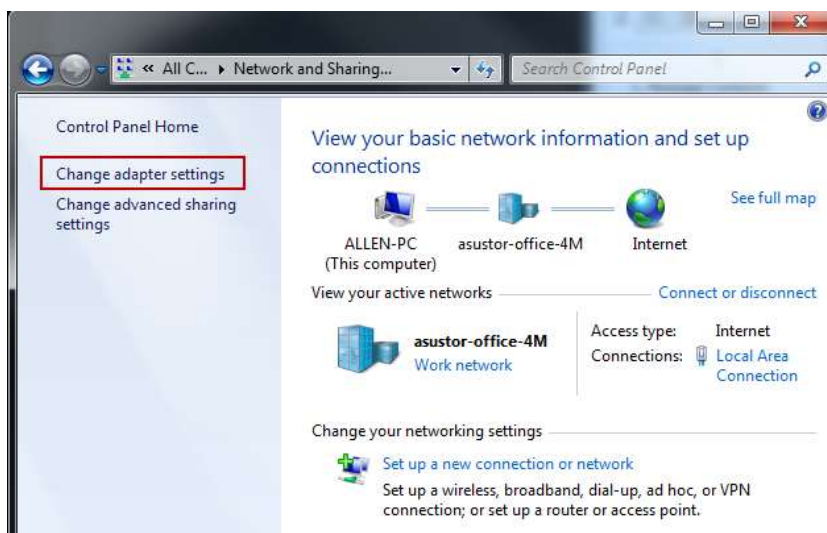 « All C... ▸ Network and Sharing...
Search Control Panel
Control Panel Home
Change adapter settings
Change advanced sharing
settings
View your basic network information and set up
connections
See full map
ALLEN-PC
(This computer)
asustor-office-4M
Internet
View your active networks
Connect or disconnect
asustor-office-4M
Work network
Access type: Internet
Connections: Local Area
Connection
Change your networking settings
Set up a new connection or network
Set up a wireless, broadband, dial-up, ad hoc, or VPN
connection; or set up a router or access point.